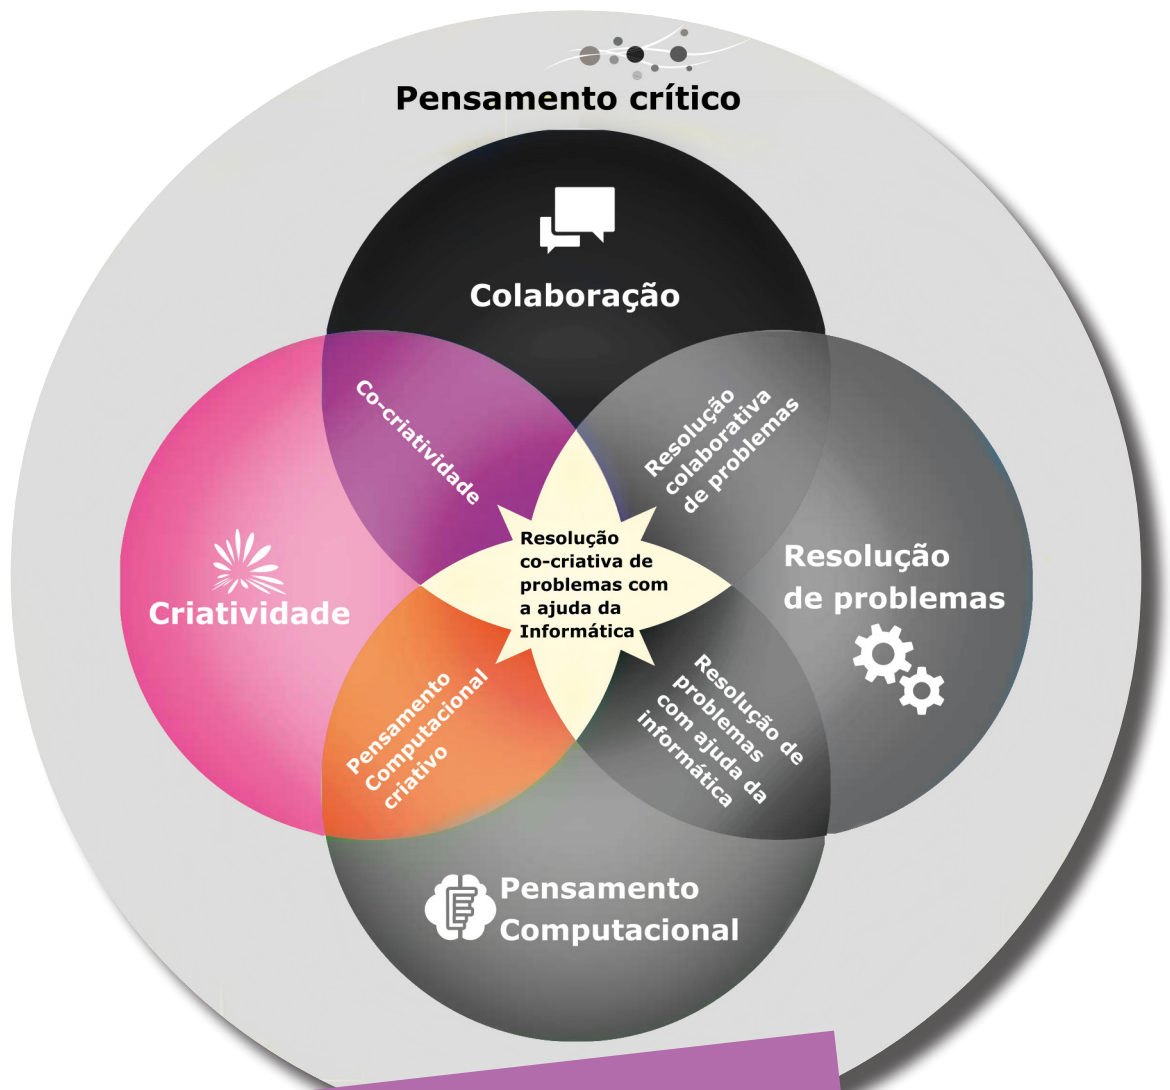 Pensamento crítico
Colaboração
Co-criatividade
Resolução
colaborativa
de problemas
Criatividade
Resolução
co-criativa de
problemas com
a ajuda da
Informática
Resolução
de problemas
Pensamento
Computacional
criativo
Resolução de
problemas
com ajuda da
informática
Pensamento
Computacional